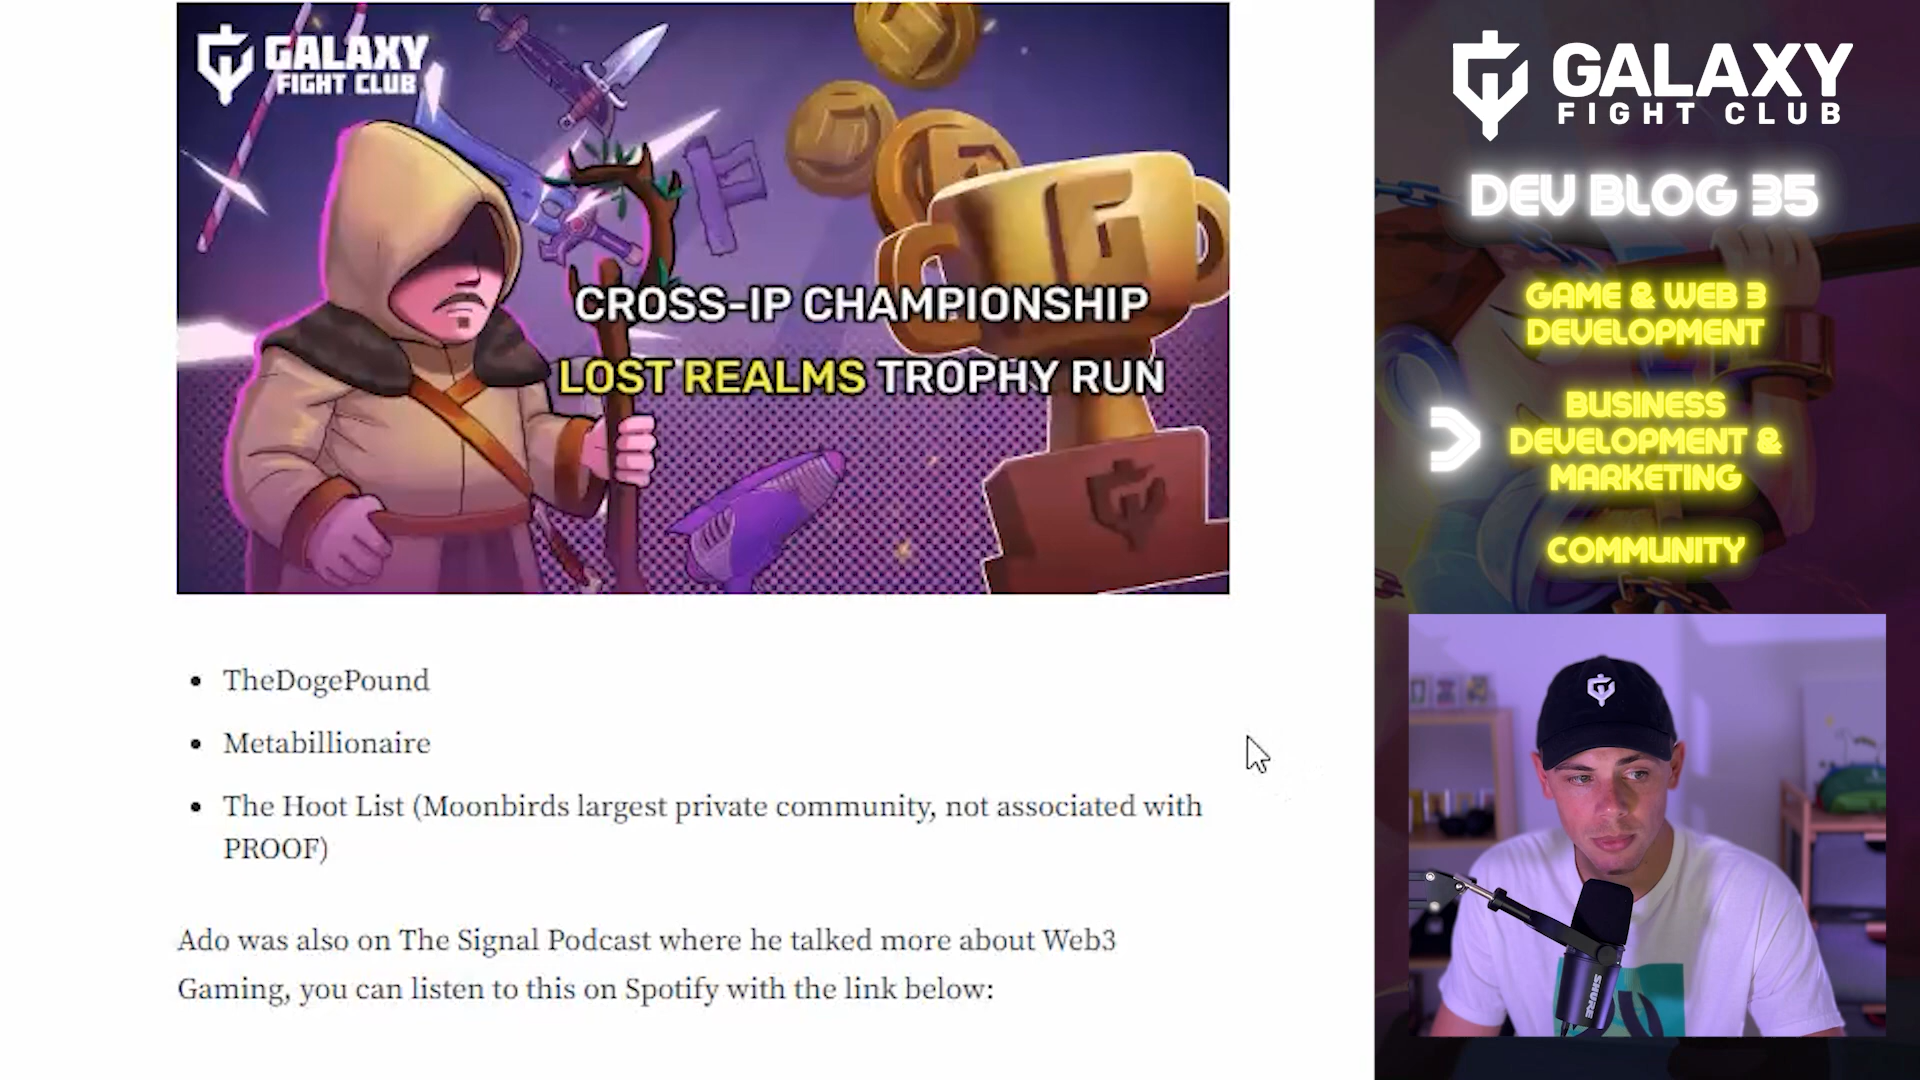 GALAXY
FIGHT CLUB
CROSS-IP CHAMPIONSHIP
LOST REALMS TROPHY RUN
TheDogePound
Metabillionaire
The Hoot List (Moonbirds largest private community, not associated with
PROOF)
Ado was also on The Signal Podcast where he talked more about Web3
Gaming, you can listen to this on Spotify with the link below:
GALAXY
FIGHT CLUB
DEV BLOG 35
GAME & WEB 3
DEVELOPMENT
BUSINESS
DEVELOPMENT &
MARKETING
COMMUNITY
SHURE